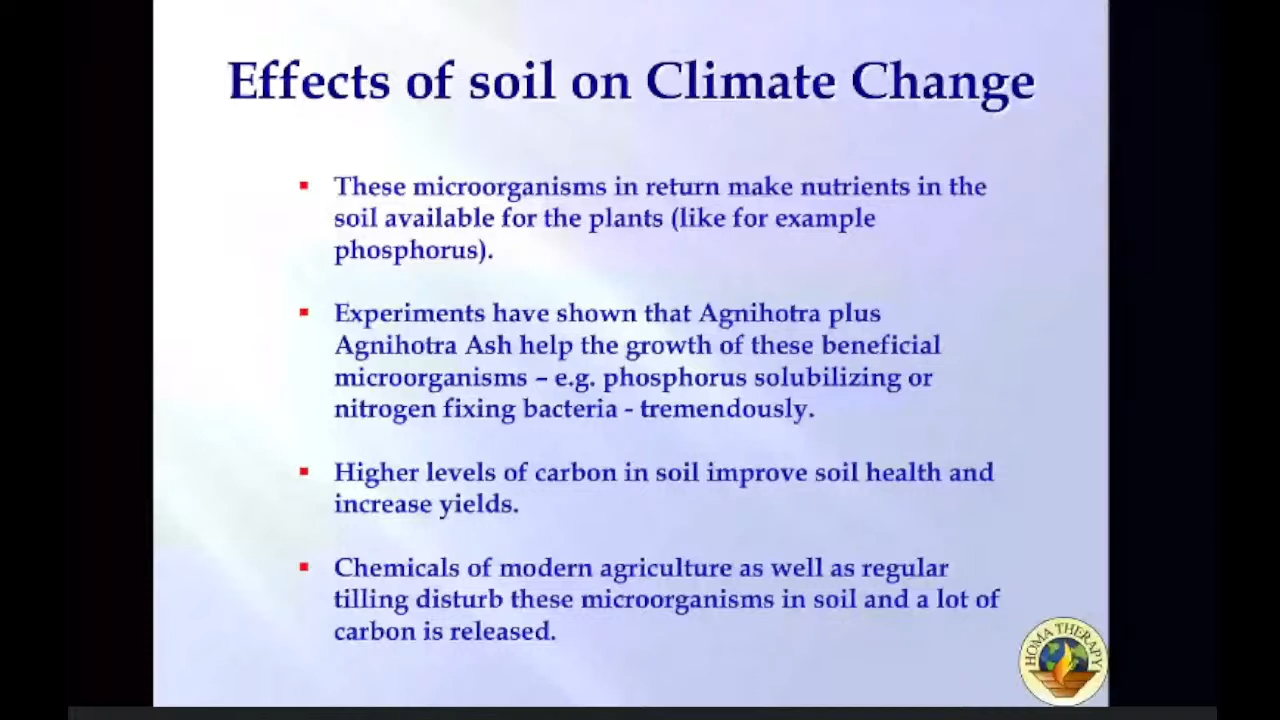 Effects of soil on Climate Change
These microorganisms in return make nutrients in the
soil available for the plants (like for example
phosphorus).
Experiments have shown that Agnihotra plus
Agnihotra Ash help the growth of these beneficial
microorganisms – e.g. phosphorus solubilizing or
nitrogen fixing bacteria - tremendously.
Higher levels of carbon in soil improve soil health and
increase yields.
Chemicals of modern agriculture as well as regular
tilling disturb these microorganisms in soil and a lot of
carbon is released.
HOMA THERAPY